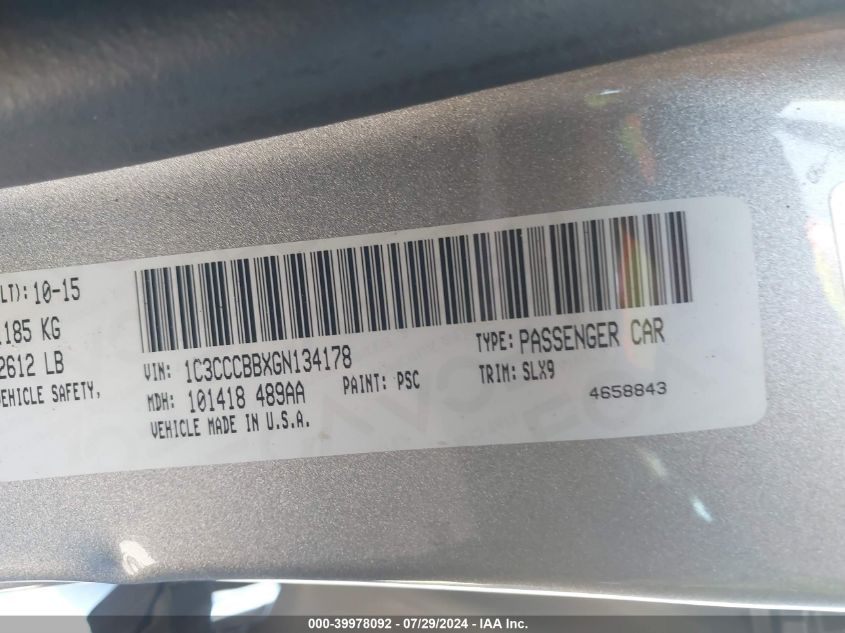 LT): 10-15
185 KG
2612 LB
EHICLE SAFETY,
VIN: 1C3CCCBBXGN134178
TYPE: PASSENGER CAR
MDH: 101418 489AA
PAINT: PSC
TRIM: SLX9
VEHICLE MADE IN U.S.A.
4658843
000-39978092 - 07/29/2024 - IAA Inc.